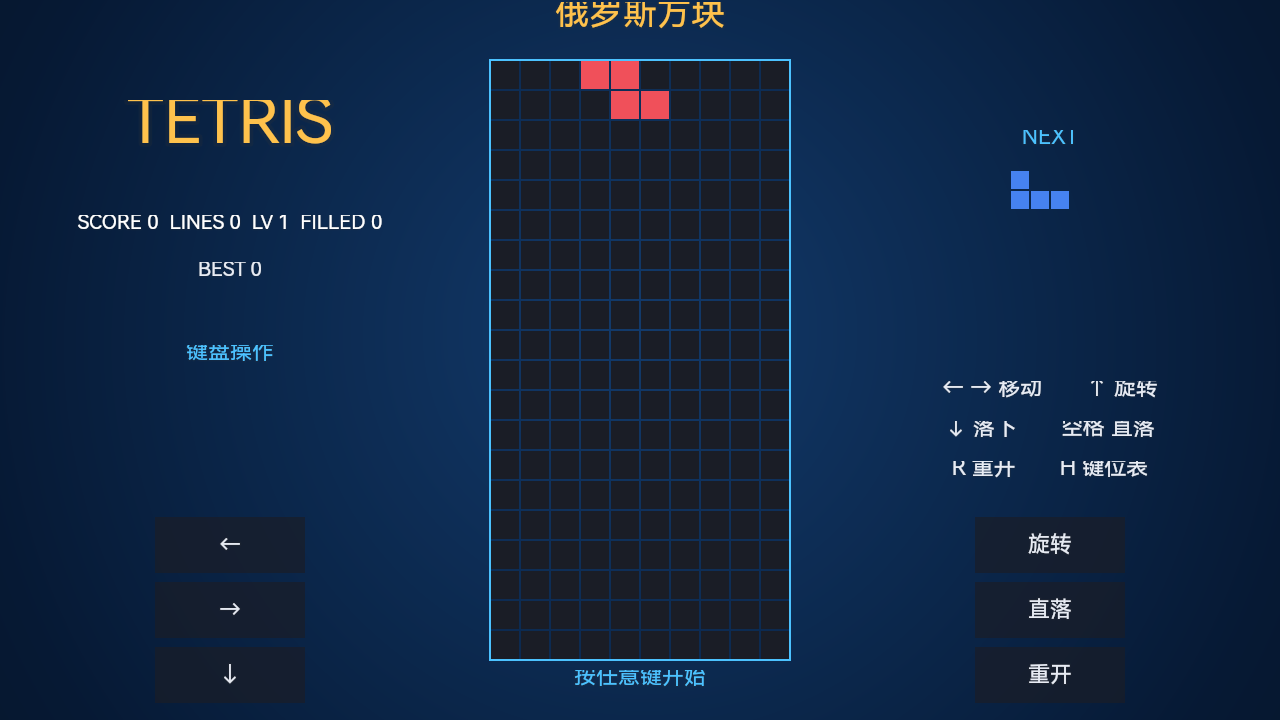 俄罗斯方块
TETRIS
NEXT
SCORE 0 LINES 0 LV 1 FILLED 0
BEST 0
键盘操作
← → 移动 ↑ 旋转
↓ 落下 空格 直落
R 重开 H 键位表
←
旋转
→
直落
↓
重开
按任意键开始